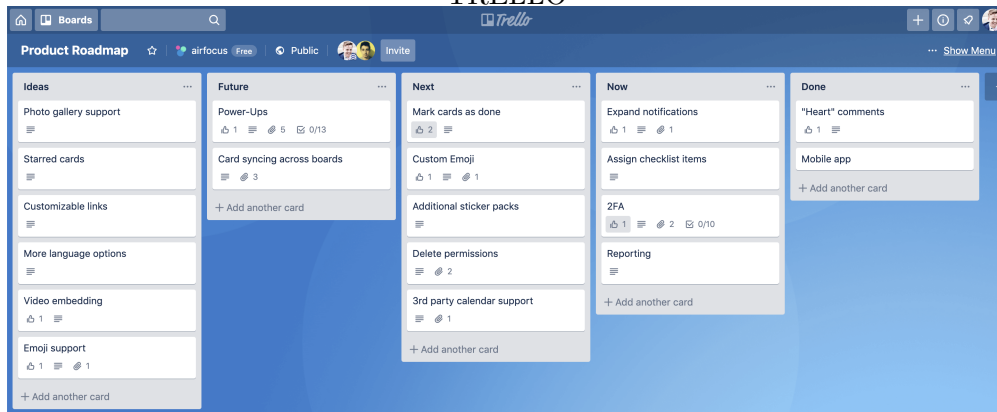 TRELLO
Boards
Trello
Product Roadmap
airfocus Free
Public
Invite
··· Show Menu
Ideas ···
Photo gallery support
Starred cards
Customizable links
More language options
Video embedding
1
Emoji support
1 1
+ Add another card
Future ···
Power-Ups
1 5 0/13
Card syncing across boards
3
+ Add another card
Next ···
Mark cards as done
2
Custom Emoji
1 1
Additional sticker packs
Delete permissions
2
3rd party calendar support
1
+ Add another card
Now ···
Expand notifications
1 1
Assign checklist items
2FA
1 2 0/10
Reporting
+ Add another card
Done ···
"Heart" comments
1
Mobile app
+ Add another card